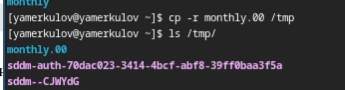 monthly
[yamerkulov@yamerkulov ~]$ cp -r monthly.00 /tmp
[yamerkulov@yamerkulov ~]$ ls /tmp/
monthly.00
sddm-auth-70dac023-3414-4bcf-abf8-39ff0baa3f5a
sddm--CJWYdG